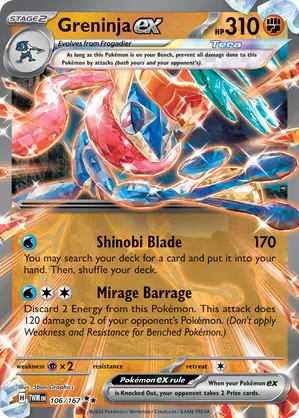 STAGE 2 Greninja ex HP 310
Evolves from Frogadier Tera
As long as this Pokémon is on your Bench, prevent all damage done to this
Pokémon by attacks (both yours and your opponent's).
Shinobi Blade 170
You may search your deck for a card and put it into your
hand. Then, shuffle your deck.
Mirage Barrage
Discard 2 Energy from this Pokémon. This attack does
120 damage to 2 of your opponent's Pokémon. (Don't apply
Weakness and Resistance for Benched Pokémon.)
weakness ×2 resistance retreat
Illus. 5ban Graphics
Pokémon ex rule When your Pokémon ex
is Knocked Out, your opponent takes 2 Prize cards.
H TWM EN 106/167
©2024 Pokémon / Nintendo / Creatures / GAME FREAK